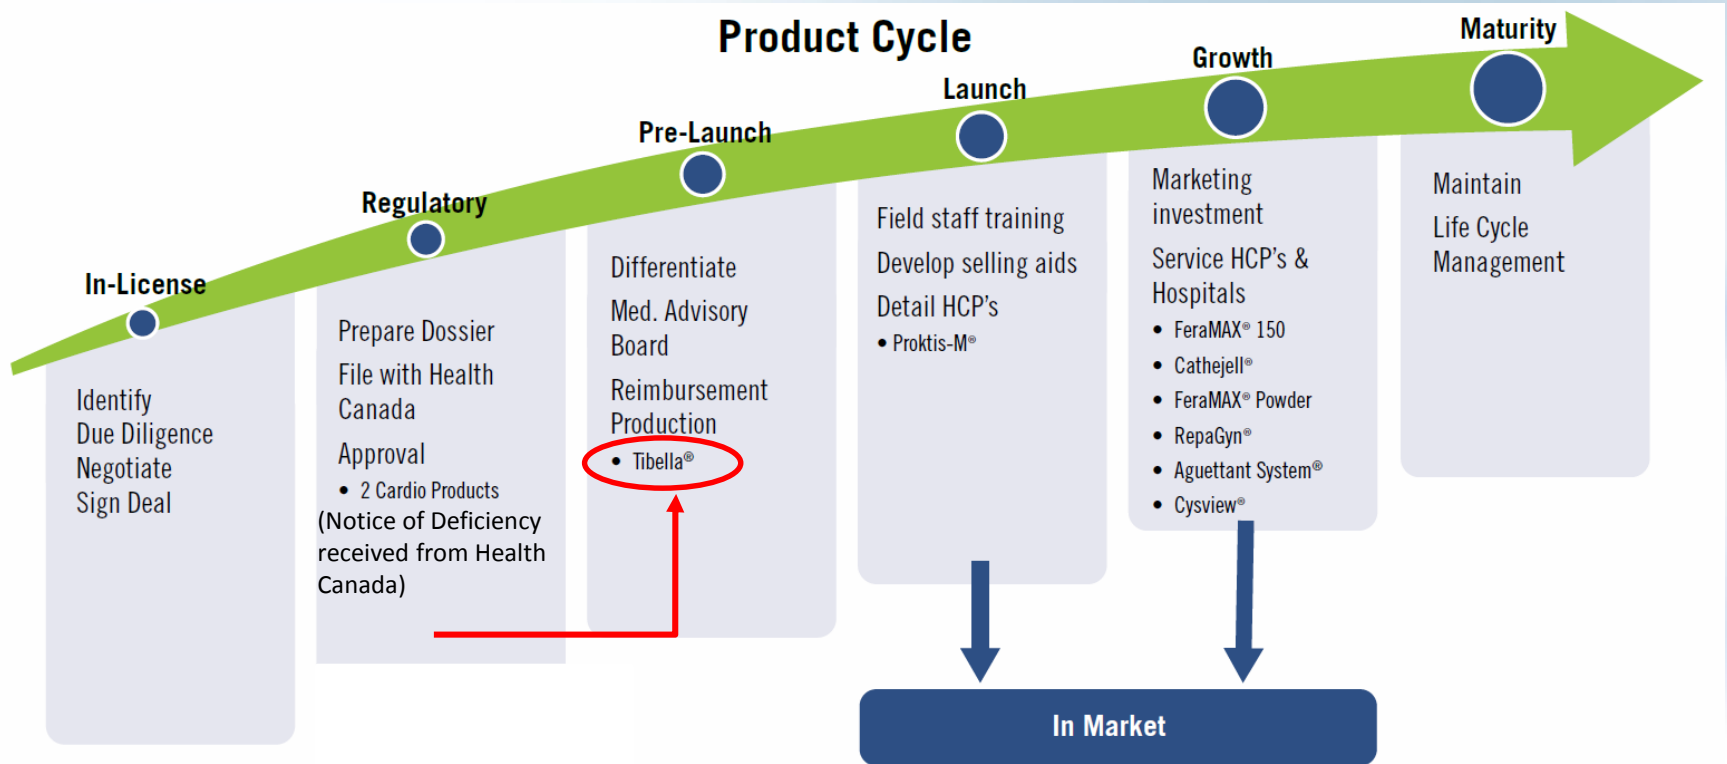 Product Cycle
In-License
Identify
Due Diligence
Negotiate
Sign Deal
Regulatory
Prepare Dossier
File with Health
Canada
Approval
• 2 Cardio Products
(Notice of Deficiency
received from Health
Canada)
Pre-Launch
Differentiate
Med. Advisory
Board
Reimbursement
Production
• Tibella®
Launch
Field staff training
Develop selling aids
Detail HCP's
• Proktis-M®
Growth
Marketing
investment
Service HCP's &
Hospitals
• FeraMAX® 150
• Cathejell®
• FeraMAX® Powder
• RepaGyn®
• Aguettant System®
• Cysview®
Maturity
Maintain
Life Cycle
Management
In Market